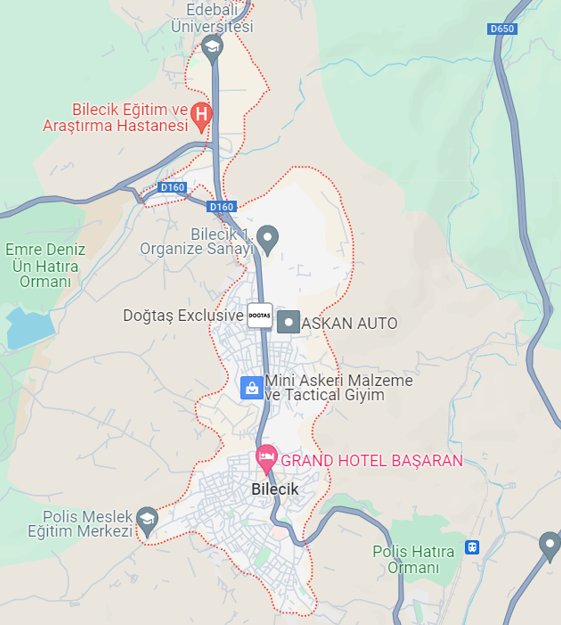 Edebali
Üniversitesi
D650
Bilecik Eğitim ve
Araştırma Hastanesi
H
D160
D160
Bilecik 1.
Organize Sanayi
Emre Deniz
Ün Hatıra
Ormanı
Doğtaş Exclusive
DOĞTAŞ
ASKAN AUTO
Mini Askeri Malzeme
ve Tactical Giyim
GRAND HOTEL BAŞARAN
Bilecik
Polis Meslek
Eğitim Merkezi
Polis Hatıra
Ormanı